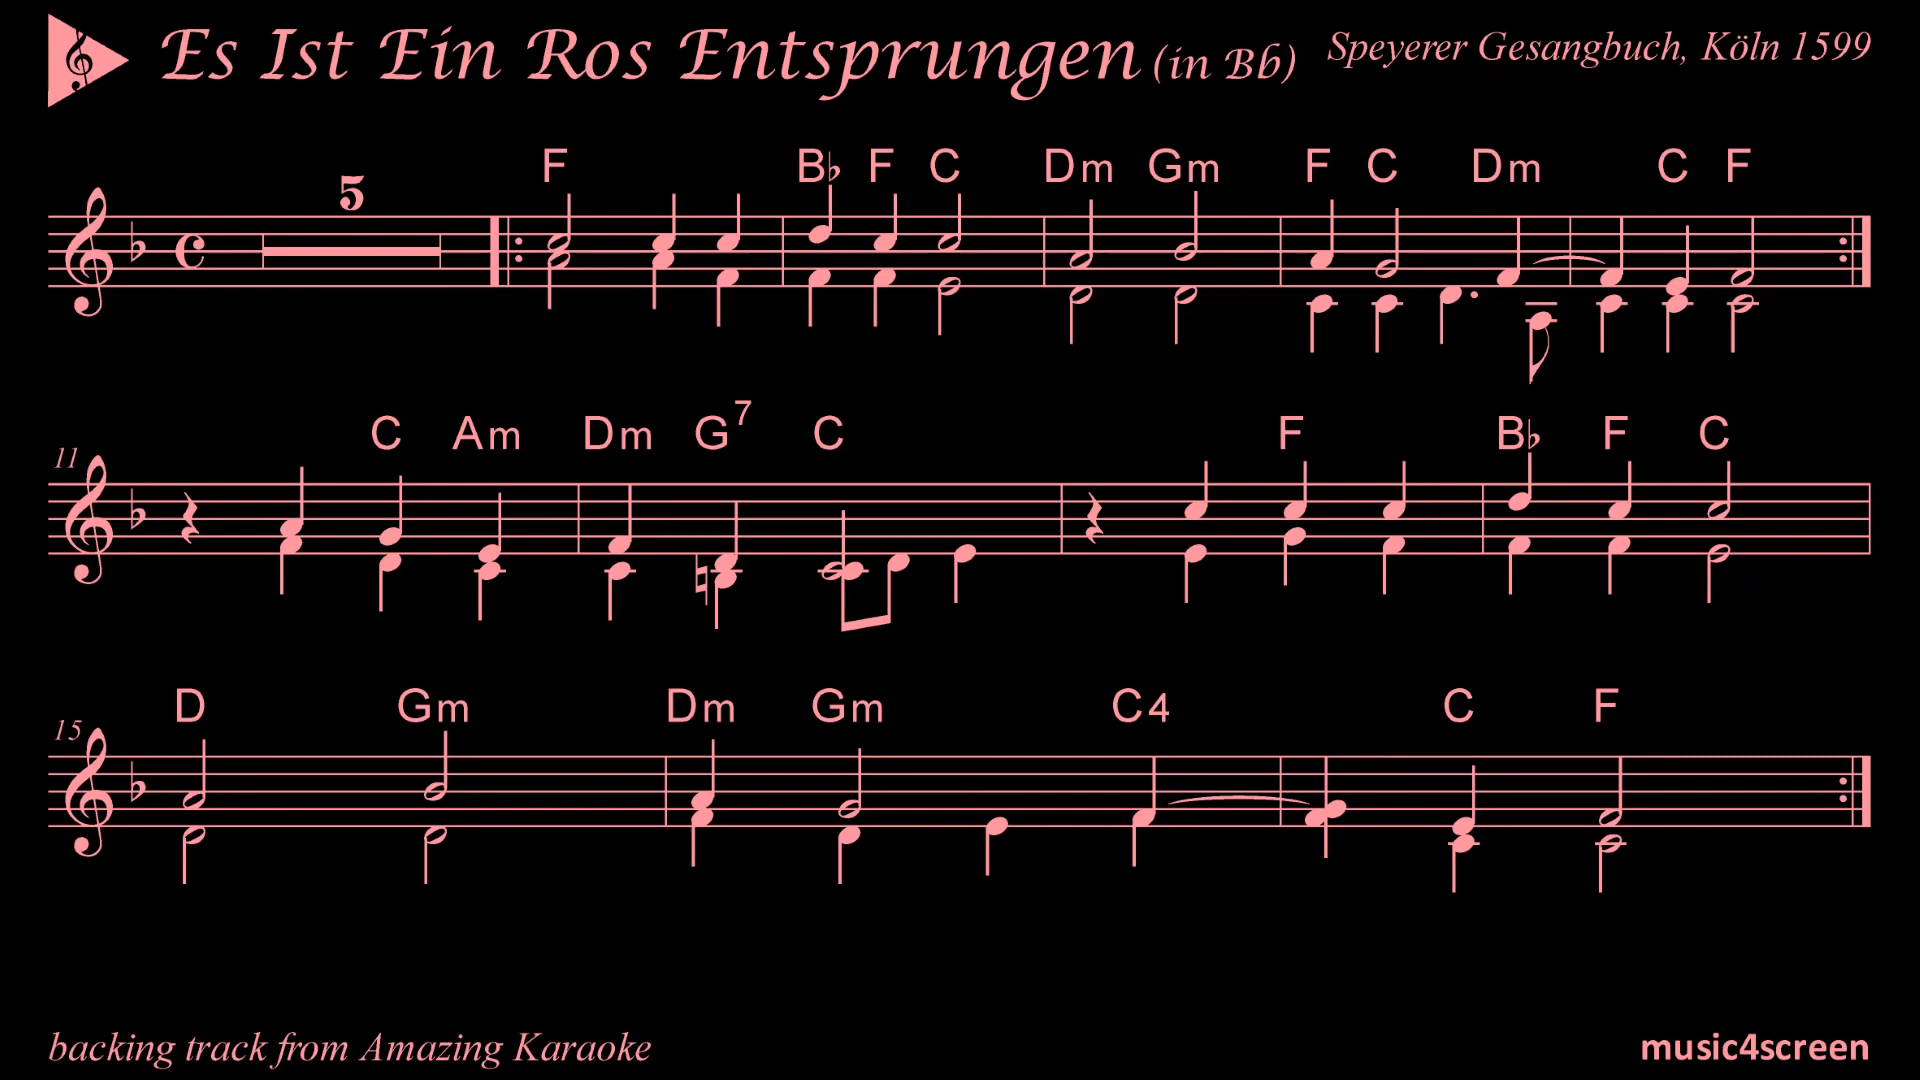 Es Ist Ein Ros Entsprungen (in Bb) Speyerer Gesangbuch, Köln 1599
5 F B♭ F C Dm Gm F C Dm C F
11 C Am Dm G7 C F B♭ F C
15 D Gm Dm Gm C4 C F
backing track from Amazing Karaoke music4screen